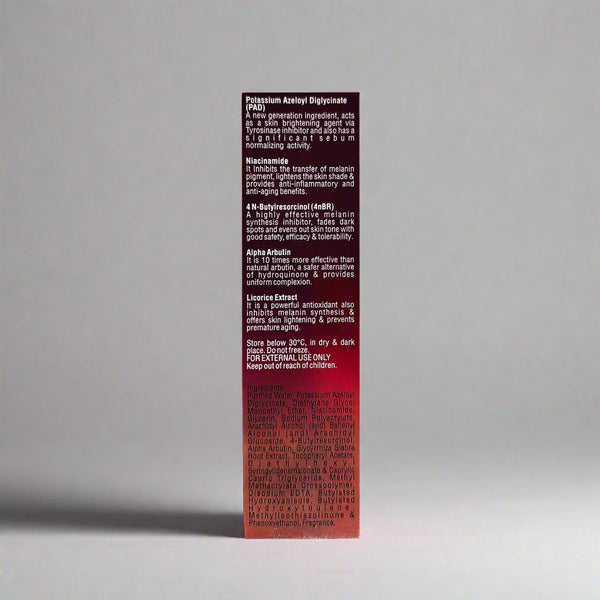 Potassium Azeloyl Diglycinate
(PAD)
A new generation ingredient, acts
as a skin brightening agent via
Tyrosinase inhibitor and also has a
significant sebum
normalizing activity.
Niacinamide
It Inhibits the transfer of melanin
pigment, lightens the skin shade &
provides anti-inflammatory and
anti-aging benefits.
4 N-Butylresorcinol (4nBR)
A highly effective melanin
synthesis inhibitor, fades dark
spots and evens out skin tone with
good safety, efficacy & tolerability.
Alpha Arbutin
It is 10 times more effective than
natural arbutin, a safer alternative
of hydroquinone & provides
uniform complexion.
Licorice Extract
It is a powerful antioxidant also
inhibits melanin synthesis &
offers skin lightening & prevents
premature aging.
Store below 30°C, in dry & dark
place. Do not freeze.
FOR EXTERNAL USE ONLY
Keep out of reach of children.
Ingredients:
Purified Water, Potassium Azeloyl
Diglycinate, Diethylene Glycol
Monoethyl Ether, Niacinamide,
Glycerin, Sodium Polyacrylate,
Arachidyl Alcohol (and) Behenyl
Alcohol (and) Arachidyl
Glucoside, 4-Butylresorcinol,
Alpha Arbutin, Glycyrrhiza Glabra
Root Extract, Tocopheryl Acetate,
Diethylhexyl
Syringylidenemalonate & Caprylic
Capric Triglyceride, Methyl
Methacrylate Crosspolymer,
Disodium EDTA, Butylated
Hydroxyanisole, Butylated
Hydroxytoulene,
Methylisothiazolinone &
Phenoxyethanol, Fragrance.